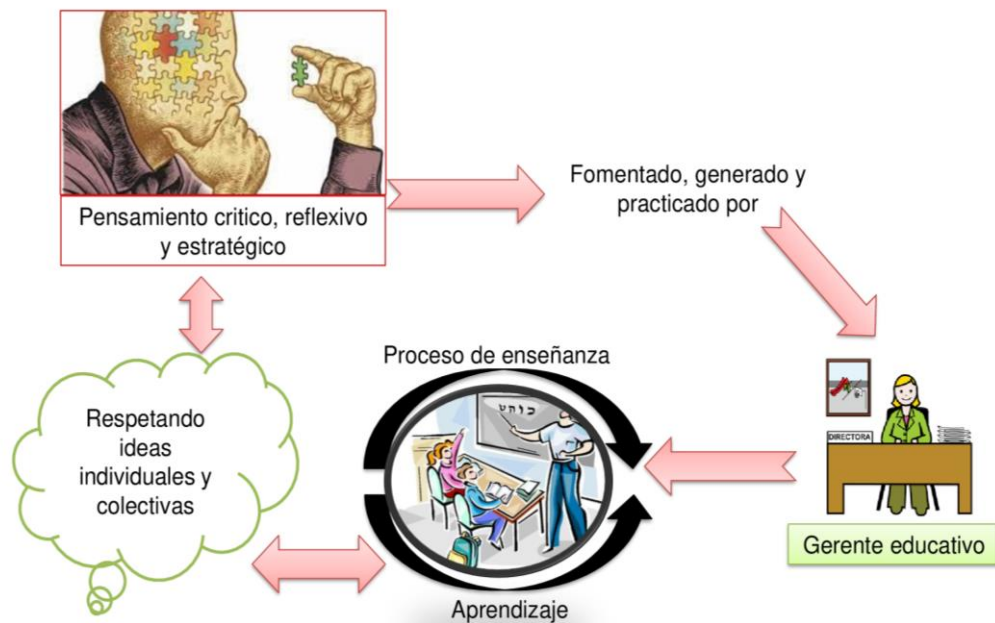 Pensamiento critico, reflexivo
y estratégico
Fomentado, generado y
practicado por
Respetando
ideas
individuales y
colectivas
Proceso de enseñanza
Aprendizaje
DIRECTORA
Gerente educativo